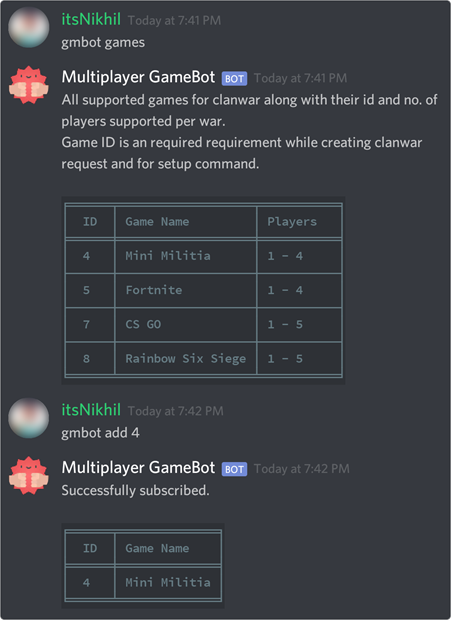 itsNikhil Today at 7:41 PM
gmbot games
Multiplayer GameBot BOT Today at 7:41 PM
All supported games for clanwar along with their id and no. of
players supported per war.
Game ID is an required requirement while creating clanwar
request and for setup command.
ID Game Name Players
4 Mini Militia 1 - 4
5 Fortnite 1 - 4
7 CS GO 1 - 5
8 Rainbow Six Siege 1 - 5
itsNikhil Today at 7:42 PM
gmbot add 4
Multiplayer GameBot BOT Today at 7:42 PM
Successfully subscribed.
ID Game Name
4 Mini Militia